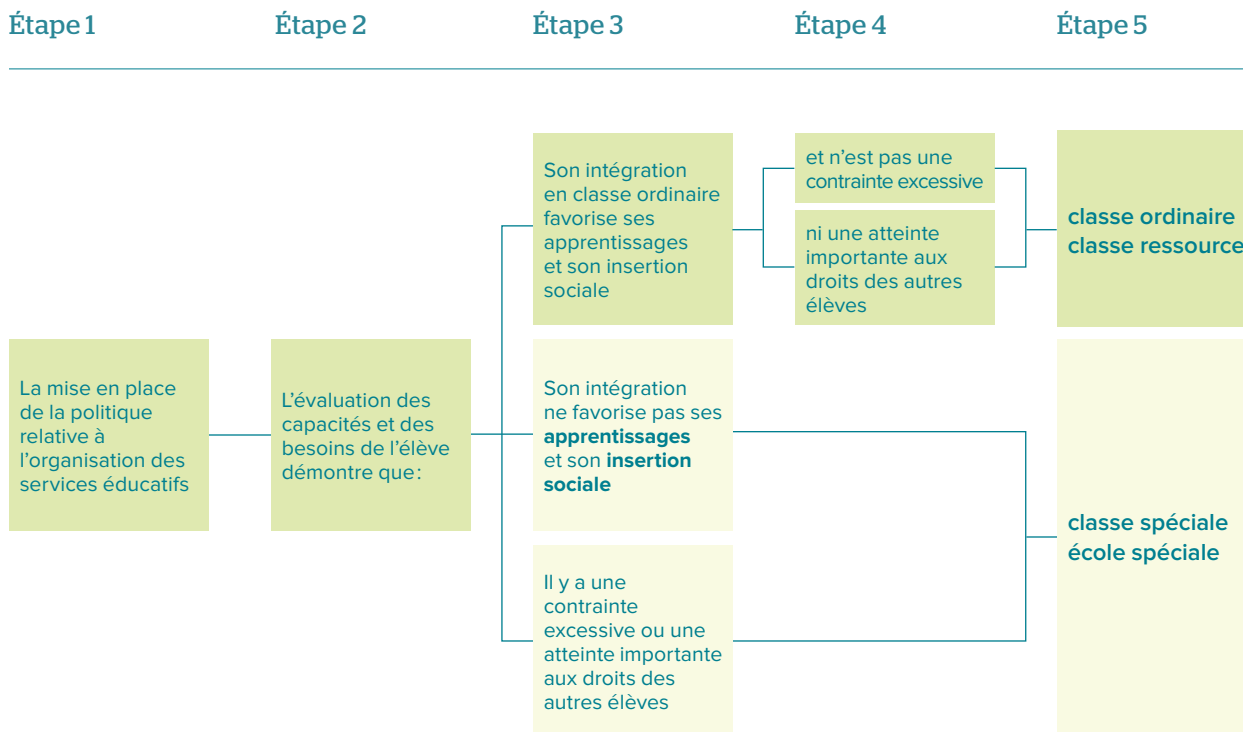 Étape 1
Étape 2
Étape 3
Étape 4
Étape 5
La mise en place
de la politique
relative à
l'organisation des
services éducatifs
L'évaluation des
capacités et des
besoins de l'élève
démontre que :
Son intégration
en classe ordinaire
favorise ses
apprentissages
et son insertion
sociale
Son intégration
ne favorise pas ses
apprentissages
et son insertion
sociale
Il y a une
contrainte
excessive ou une
atteinte importante
aux droits des
autres élèves
et n'est pas une
contrainte excessive
ni une atteinte
importante aux
droits des autres
élèves
classe ordinaire
classe ressource
classe spéciale
école spéciale